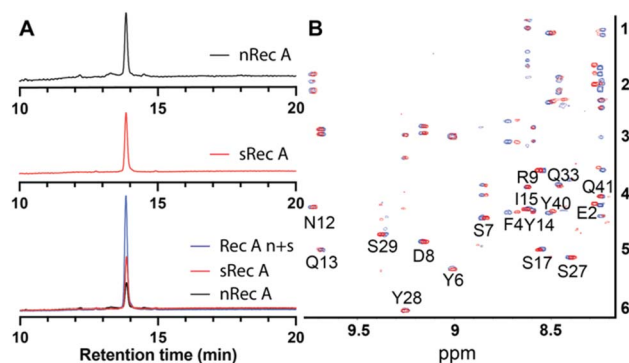 A
nRec A
10 15 20
sRec A
10 15 20
Rec A n+s
sRec A
nRec A
10 15 20
Retention time (min)
B
1
2
3
4
5
6
R9 Q33
I15 Q41
N12 Y40 E2
S7 F4 Y14
S29
Q13 D8 S17
Y6 S27
Y28
9.5 9 8.5
ppm